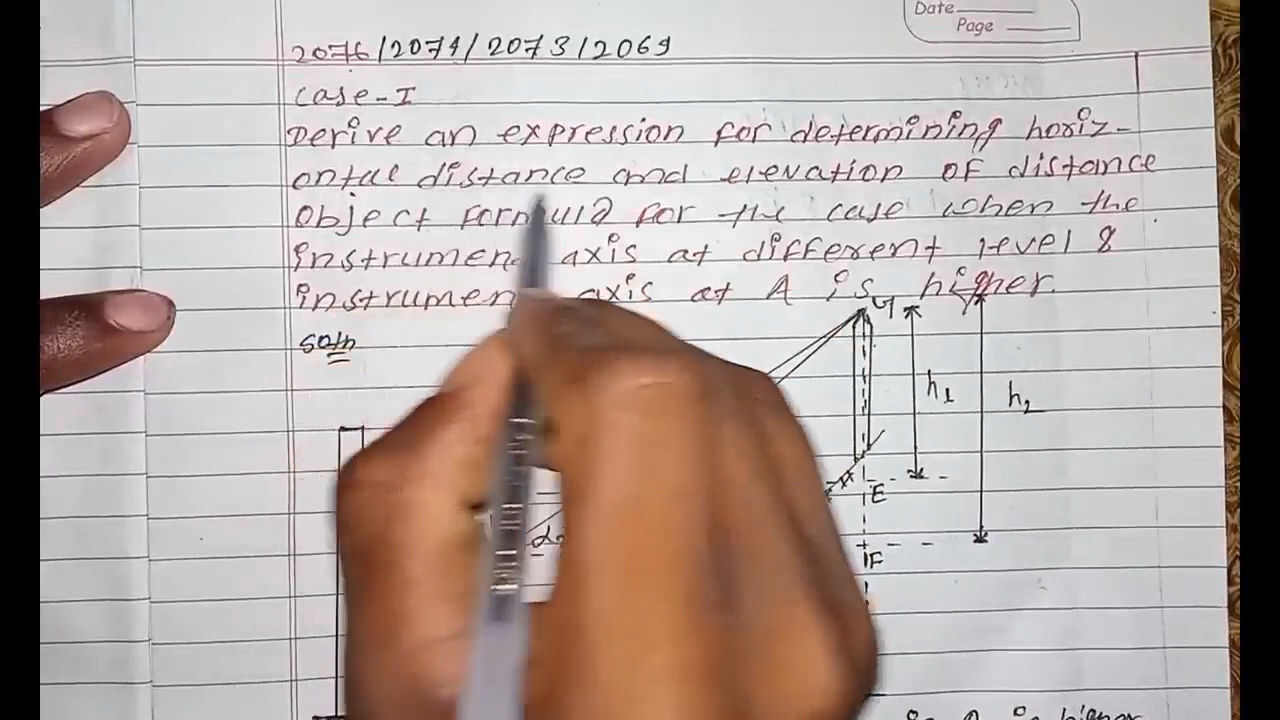 Date
Page
2076/2074/2073/2069
Case-I
Derive an expression for determining horiz-
ontal distance and elevation of distance
object formula for the case when the
instrument axis at different level &
instrument axis at A is higher.
Soln
G
h1
h2
E
F
is higher